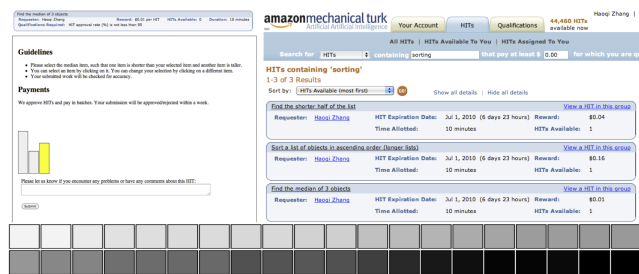 Find the median of 3 objects
Requester: Haoqi Zhang Reward: $0.01 per HIT HITs Available: 0 Duration: 10 minutes
Qualifications Required: HIT approval rate (%) is not less than 95
Guidelines
• Please select the median item, such that one item is shorter than your selected item and another item is taller.
• You can select an item by clicking on it. You can change your selection by clicking on a different item.
• Your submitted work will be checked for accuracy.
Payments
We approve HITs and pay in batches. Your submission will be approved/rejected within a week.
Please let us know if you encounter any problems or have any comments about this HIT:
Submit
amazonmechanical turk
Artificial Artificial Intelligence
Your Account HITs Qualifications
44,460 HITs
available now
Haoqi Zhang |
All HITs | HITs Available To You | HITs Assigned To You
Search for HITs containing sorting that pay at least $ 0.00 for which you are q
HITs containing 'sorting'
1-3 of 3 Results
Sort by: HITs Available (most first) GO! Show all details | Hide all details
Find the shorter half of the list View a HIT in this group
Requester: Haoqi Zhang HIT Expiration Date: Jul 1, 2010 (6 days 23 hours) Reward: $0.04
Time Allotted: 10 minutes HITs Available: 1
Sort a list of objects in ascending order (longer lists) View a HIT in this group
Requester: Haoqi Zhang HIT Expiration Date: Jul 1, 2010 (6 days 23 hours) Reward: $0.16
Time Allotted: 10 minutes HITs Available: 1
Find the median of 3 objects View a HIT in this group
Requester: Haoqi Zhang HIT Expiration Date: Jul 1, 2010 (6 days 23 hours) Reward: $0.01
Time Allotted: 10 minutes HITs Available: 1